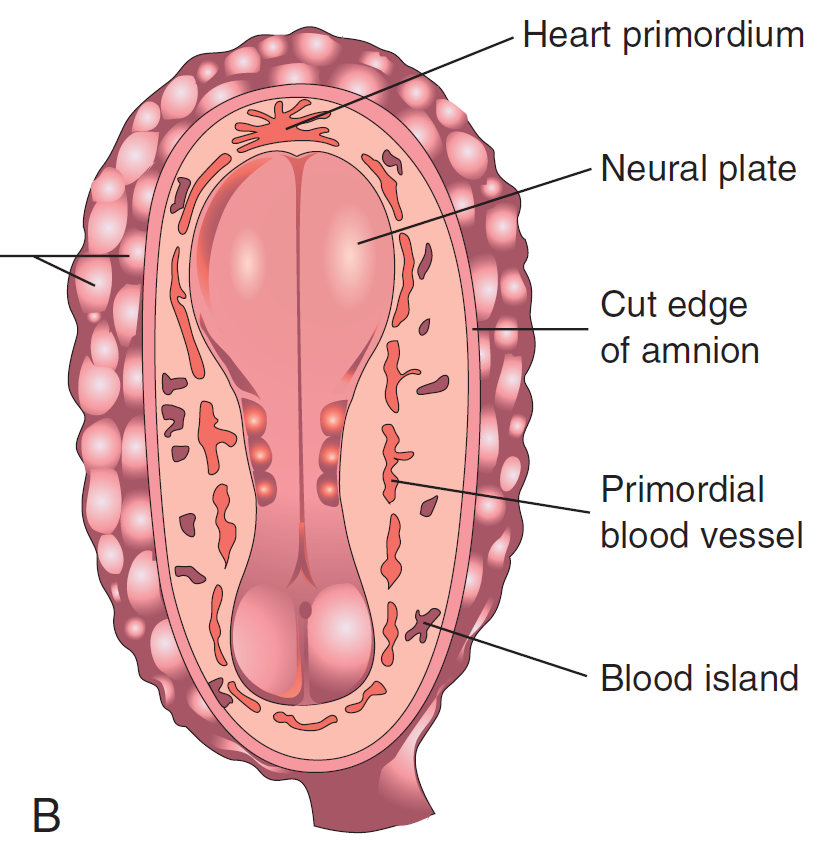 Heart primordium
Neural plate
Cut edge
of amnion
Primordial
blood vessel
Blood island
B